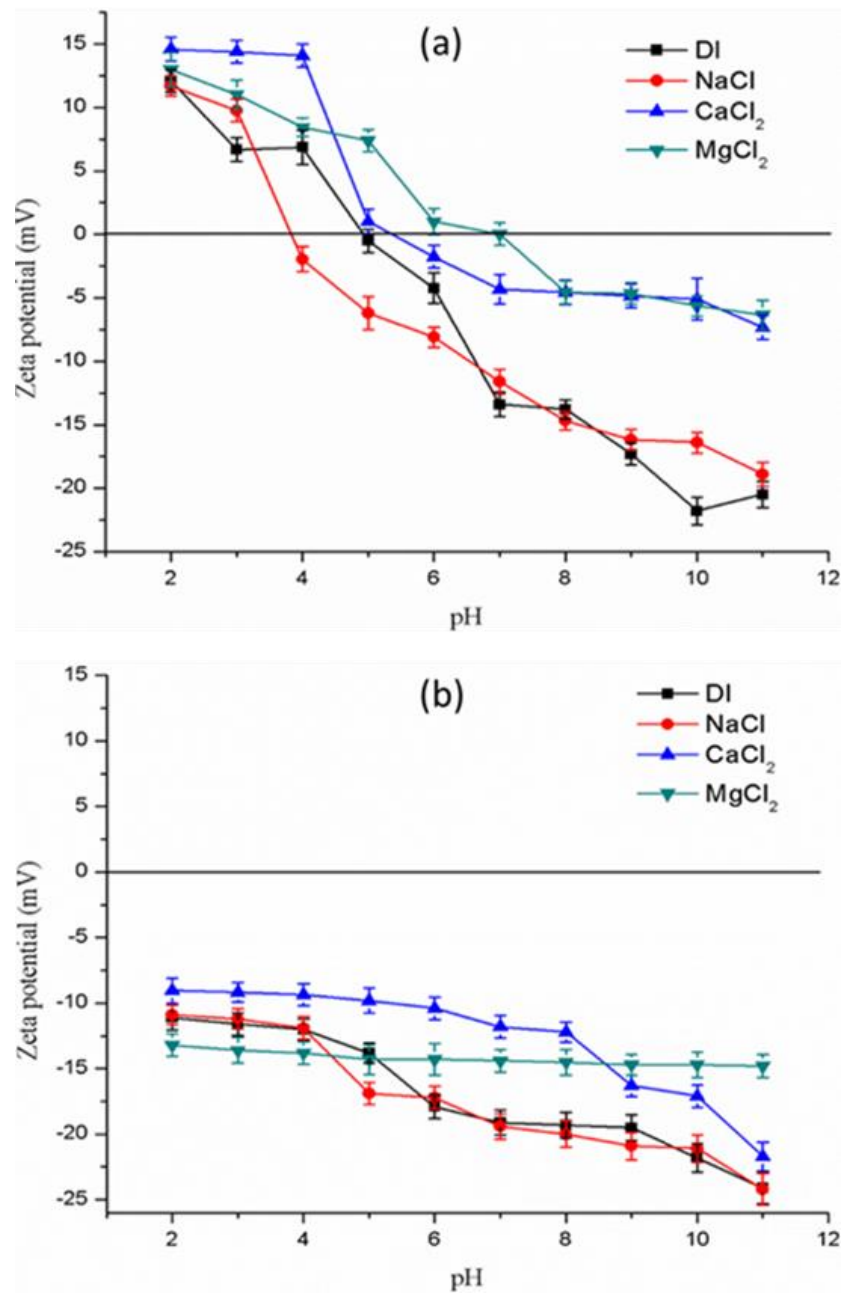 (a)
DI
NaCl
CaCl₂
MgCl₂
Zeta potential (mV)
15
10
5
0
-5
-10
-15
-20
-25
2 4 6 8 10 12
pH
(b)
DI
NaCl
CaCl₂
MgCl₂
Zeta potential (mV)
15
10
5
0
-5
-10
-15
-20
-25
2 4 6 8 10 12
pH